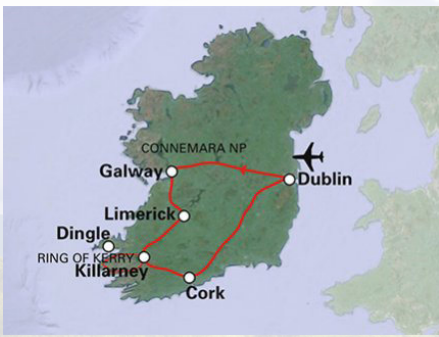 CONNEMARA NP
Galway
Dublin
Limerick
Dingle
RING OF KERRY
Killarney
Cork